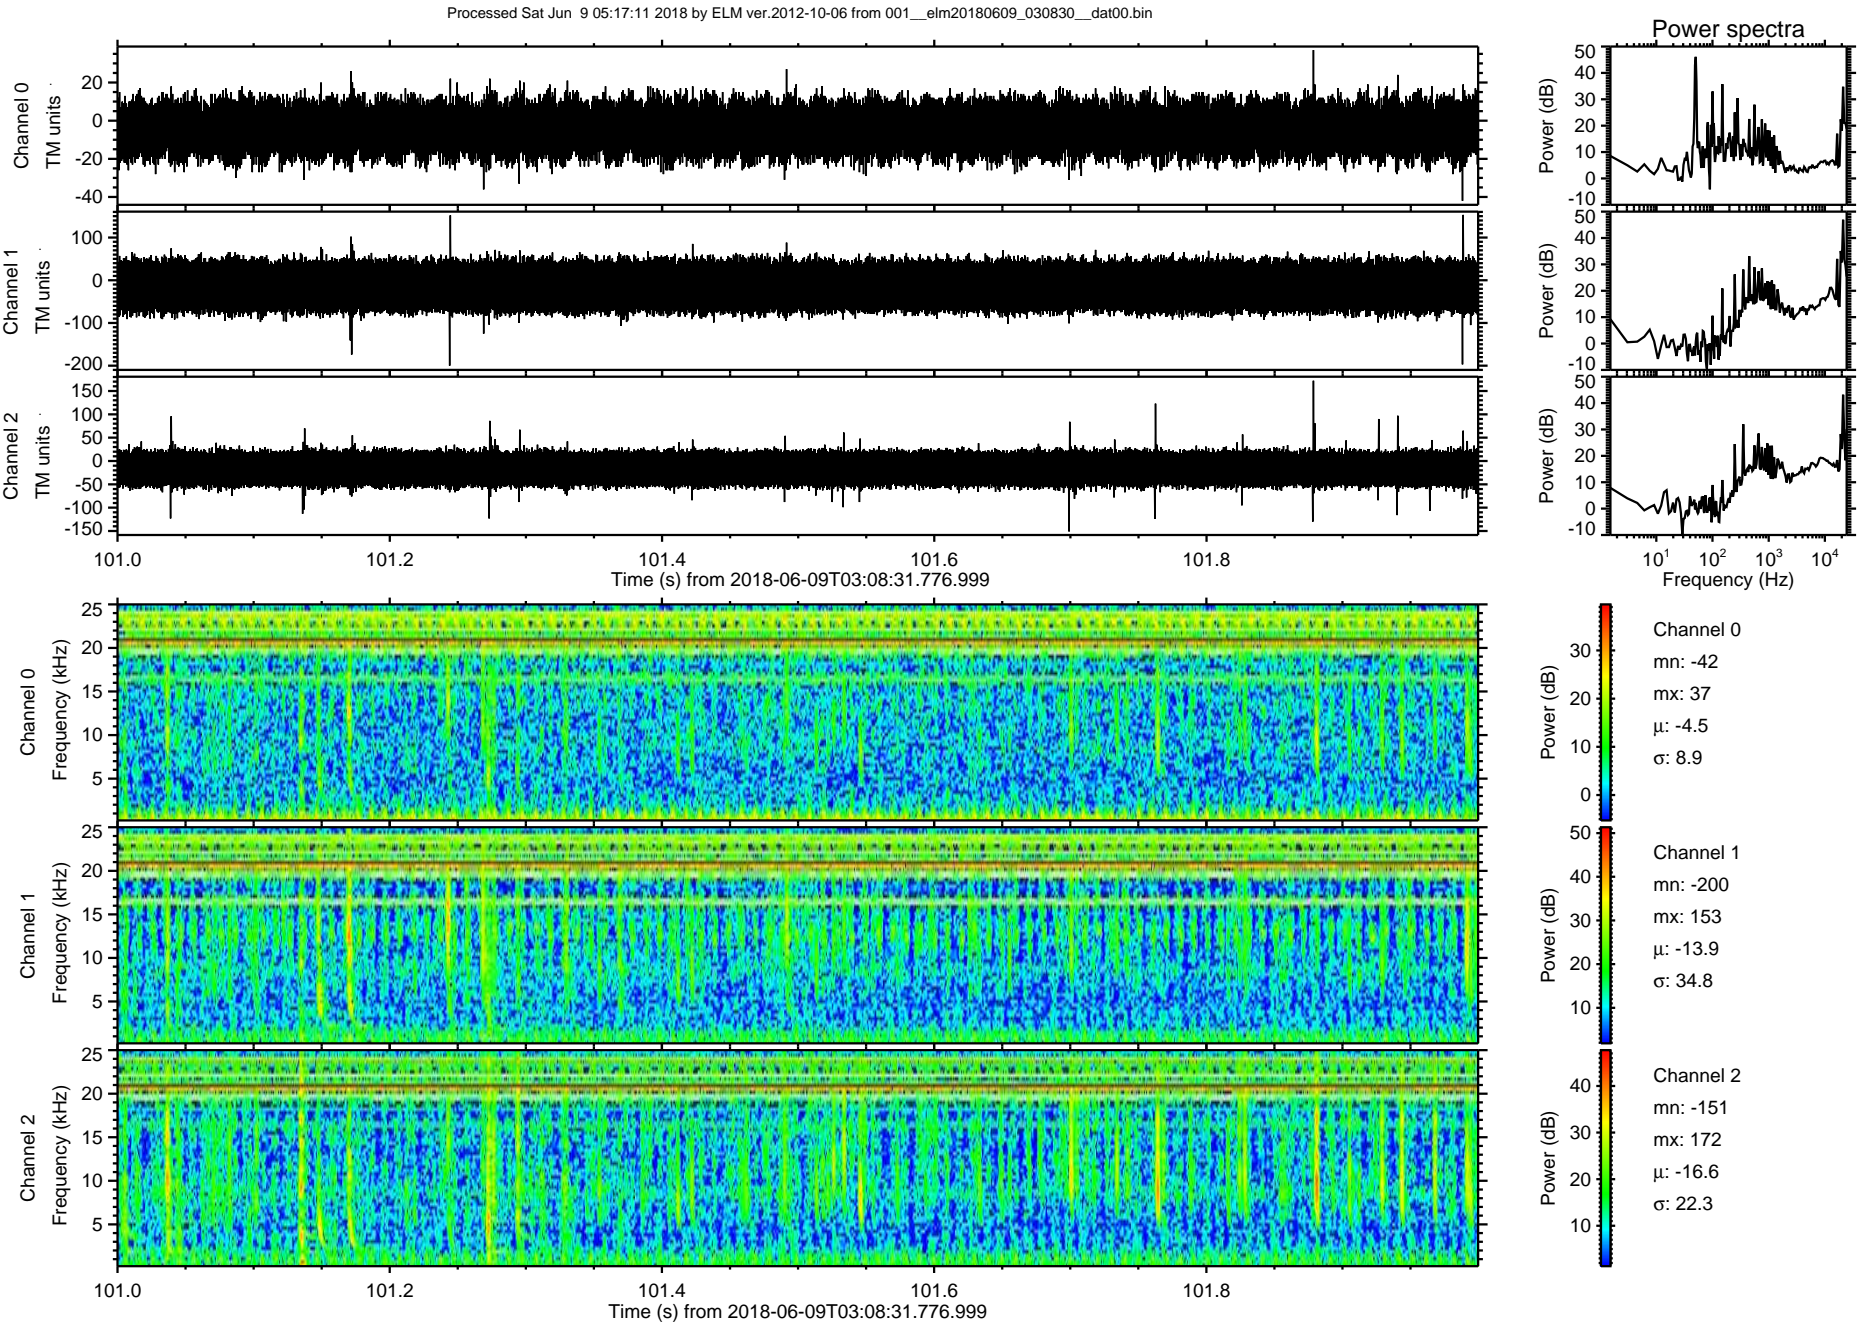 Processed Sat Jun  9 05:17:11 2018 by ELM ver.2012-10-06 from 001__elm20180609_030830__dat00.bin
Power spectra
Channel 0
TM units
20
0
-20
-40
Power (dB)
50
40
30
20
10
0
-10
Channel 1
TM units
100
0
-100
-200
Power (dB)
50
40
30
20
10
0
-10
Channel 2
TM units
150
100
50
0
-50
-100
-150
Power (dB)
50
40
30
20
10
0
-10
101.0 101.2 101.4 101.6 101.8
Time (s) from 2018-06-09T03:08:31.776.999
10¹ 10² 10³ 10⁴
Frequency (Hz)
Channel 0
Frequency (kHz)
25
20
15
10
5
Power (dB)
30
20
10
0
Channel 0
mn: -42
mx: 37
μ: -4.5
σ: 8.9
Channel 1
Frequency (kHz)
25
20
15
10
5
Power (dB)
50
40
30
20
10
Channel 1
mn: -200
mx: 153
μ: -13.9
σ: 34.8
Channel 2
Frequency (kHz)
25
20
15
10
5
Power (dB)
40
30
20
10
Channel 2
mn: -151
mx: 172
μ: -16.6
σ: 22.3
101.0 101.2 101.4 101.6 101.8
Time (s) from 2018-06-09T03:08:31.776.999